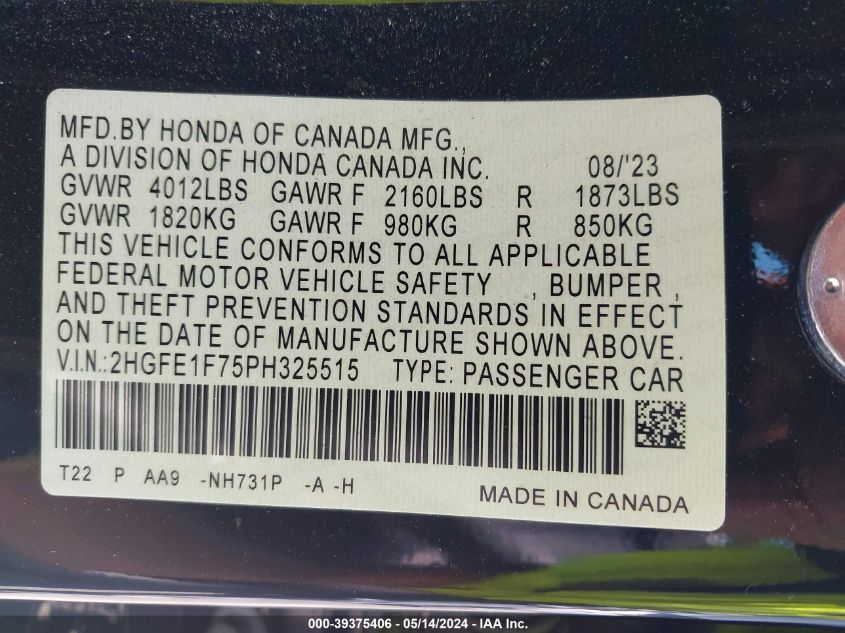 MFD.BY HONDA OF CANADA MFG.,
A DIVISION OF HONDA CANADA INC. 08/'23
GVWR 4012LBS GAWR F 2160LBS R 1873LBS
GVWR 1820KG GAWR F 980KG R 850KG
THIS VEHICLE CONFORMS TO ALL APPLICABLE
FEDERAL MOTOR VEHICLE SAFETY , BUMPER ,
AND THEFT PREVENTION STANDARDS IN EFFECT
ON THE DATE OF MANUFACTURE SHOWN ABOVE.
V.I.N.:2HGFE1F75PH325515 TYPE: PASSENGER CAR
T22 P AA9 -NH731P -A -H
MADE IN CANADA
000-39375406 - 05/14/2024 - IAA Inc.